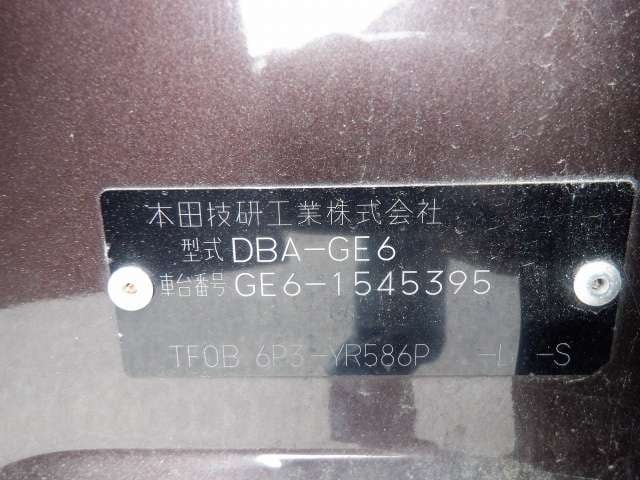 本田技研工業株式会社
型式 DBA-GE6
車台番号 GE6-1545395
TF0B 6P3-YR586P -L -S